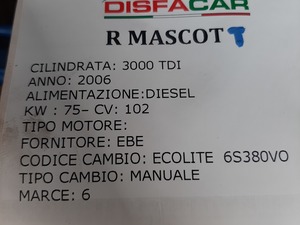 DISFACAR
R MASCOTT
CILINDRATA: 3000 TDI
ANNO: 2006
ALIMENTAZIONE:DIESEL
KW : 75– CV: 102
TIPO MOTORE:
FORNITORE: EBE
CODICE CAMBIO: ECOLITE 6S380VO
TIPO CAMBIO: MANUALE
MARCE: 6